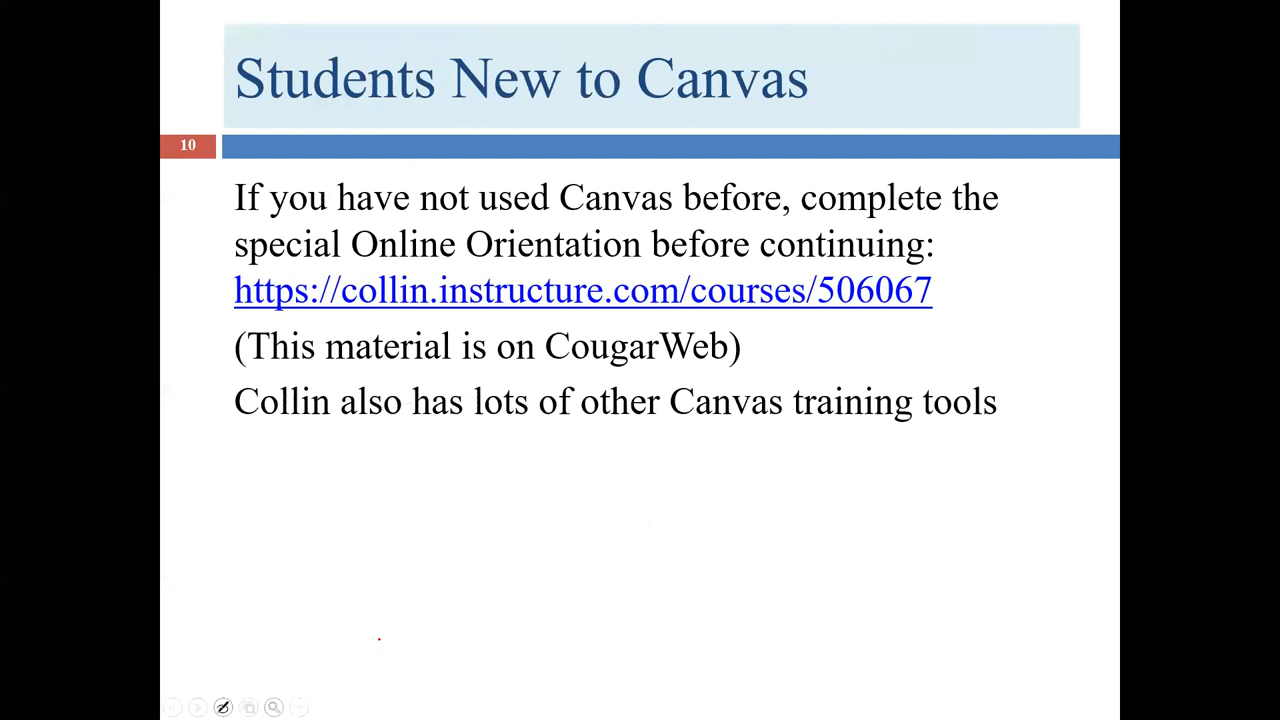 Students New to Canvas
10
If you have not used Canvas before, complete the
special Online Orientation before continuing:
https://collin.instructure.com/courses/506067
(This material is on CougarWeb)
Collin also has lots of other Canvas training tools